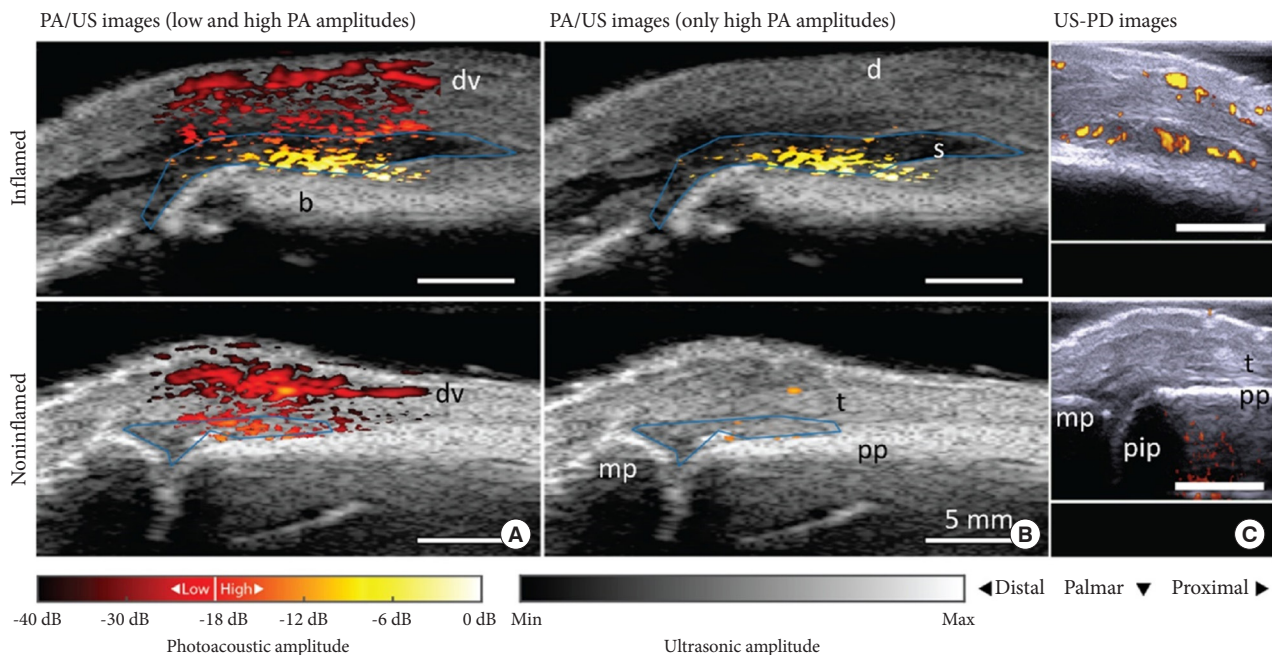 PA/US images (low and high PA amplitudes)
PA/US images (only high PA amplitudes)
US-PD images
Inflamed
dv
b
d
s
Noninflamed
dv
A
t
mp
pp
5 mm
B
t
pp
mp
pip
C
◀Low High▶
-40 dB -30 dB -18 dB -12 dB -6 dB 0 dB
Photoacoustic amplitude
Min Max
Ultrasonic amplitude
◀Distal Palmar ▼ Proximal ▶